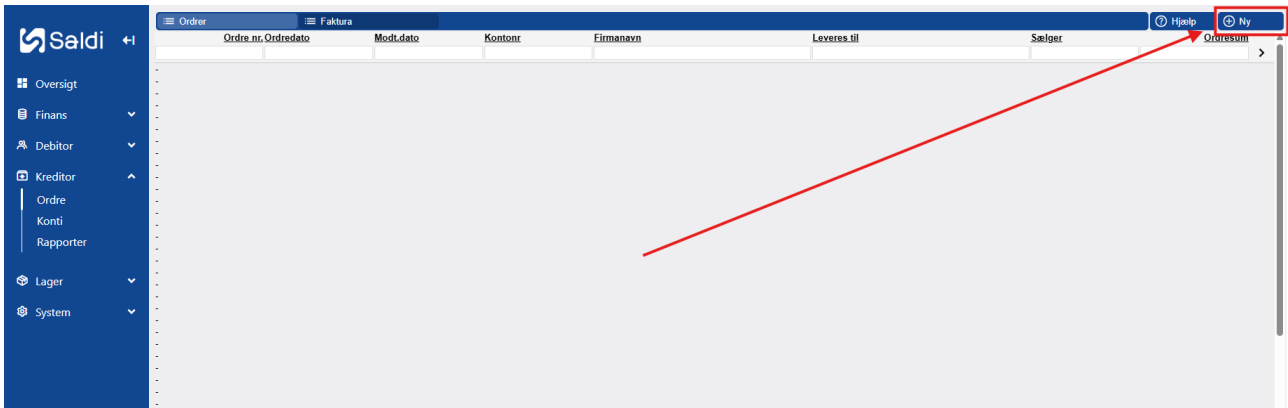 Saldi
Oversigt
Finans
Debitor
Kreditor
Ordre
Konti
Rapporter
Lager
System
Ordrer Faktura Hjælp Ny
Ordre nr. Ordredato Modt.dato Kontonr Firmanavn Leveres til Sælger Ordresum